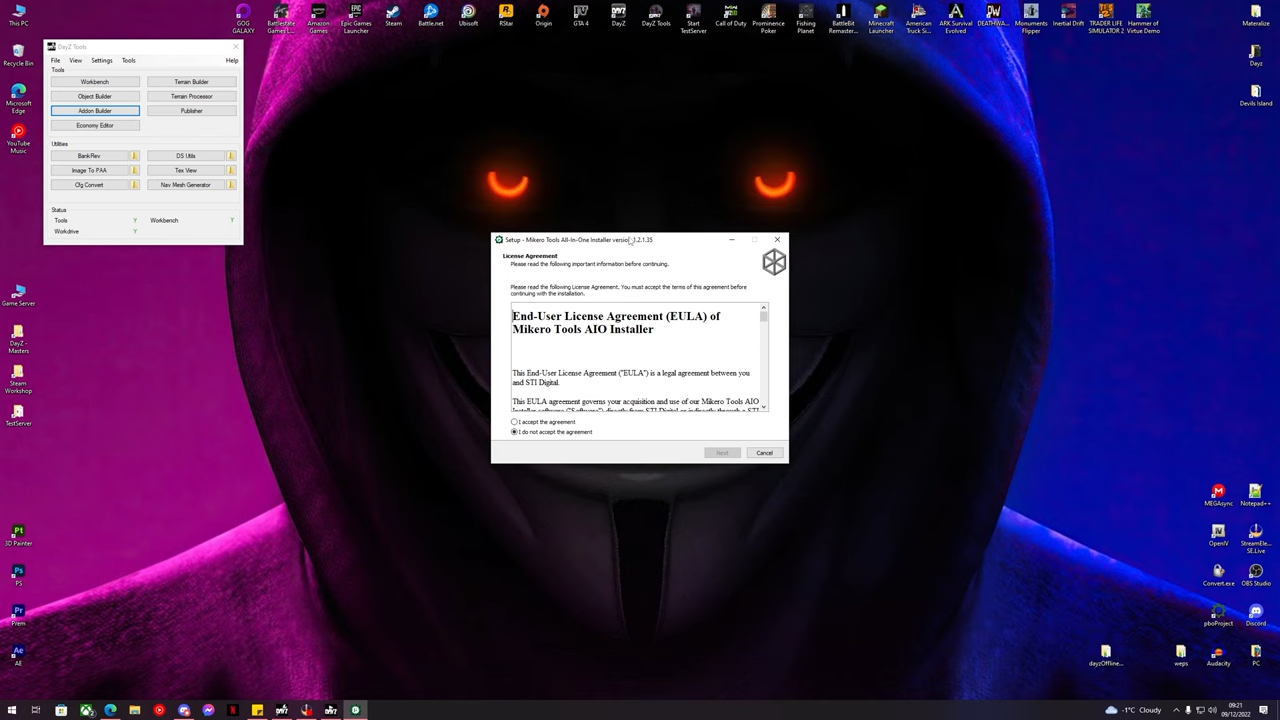 This PC
GOG GALAXY
Battlestate Games L...
Amazon Games
Epic Games Launcher
Steam
Battle.net
Ubisoft
RStar
Origin
GTA 4
DayZ
DayZ Tools
Start TestServer
Call of Duty
Prominence Poker
Fishing Planet
BattleBit Remaster...
Minecraft Launcher
American Truck Si...
ARK Survival Evolved
DEATHWA...
Monuments Flipper
Inertial Drift
TRADER LIFE SIMULATOR 2
Hammer of Virtue Demo
Materalize
DayZ Tools
File View Settings Tools Help
Tools
Workbench Terrain Builder
Object Builder Terrain Processor
Addon Builder Publisher
Economy Editor
Utilities
BankRev DS Utils
Image To PAA Tex View
Cfg Convert Nav Mesh Generator
Status
Tools Y Workbench Y
Workdrive Y
Recycle Bin
Microsoft Edge
YouTube Music
Game Server
DayZ - Masters
Steam Workshop
TestServer
3D Painter
PS
Prem
AE
Dayz
Devils Island
Setup - Mikero Tools All-In-One Installer version 1.2.1.35
License Agreement
Please read the following important information before continuing.
Please read the following License Agreement. You must accept the terms of this agreement before
continuing with the installation.
End-User License Agreement (EULA) of
Mikero Tools AIO Installer
This End-User License Agreement ("EULA") is a legal agreement between you
and STI Digital.
This EULA agreement governs your acquisition and use of our Mikero Tools AIO
Installer software ("Software") directly from STI Digital or indirectly through a STI
I accept the agreement
I do not accept the agreement
Next Cancel
MEGAsync
Notepad++
OpenIV
StreamEle... SE.Live
Convert.exe
OBS Studio
pboProject
Discord
dayzOffline...
weps
Audacity
PC
-1°C Cloudy
09:21
09/12/2022